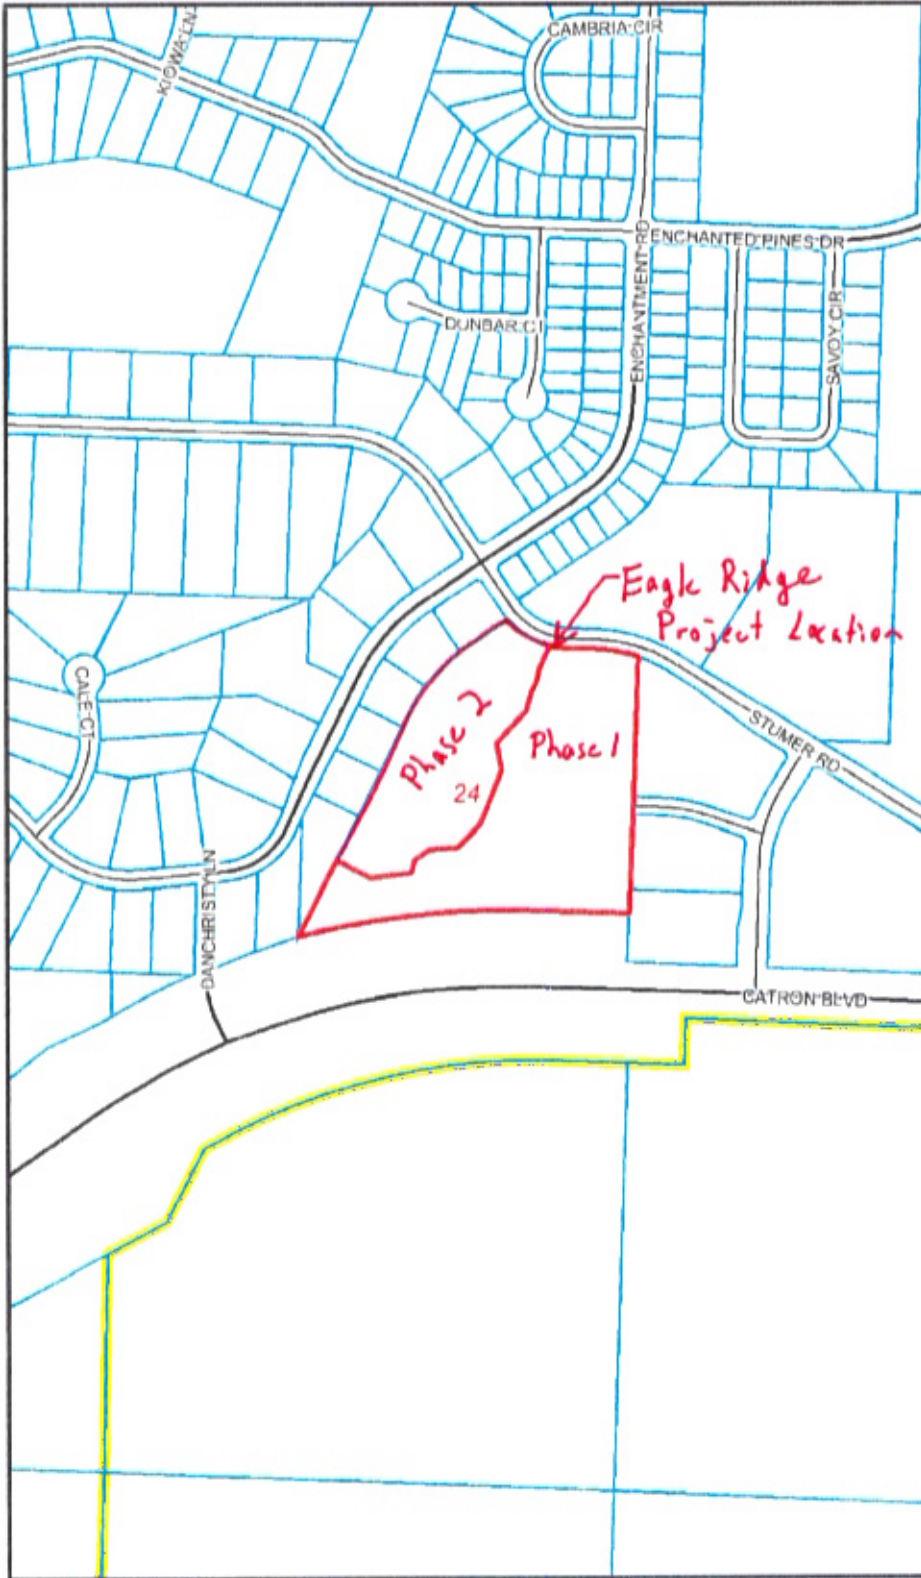 CAMBRIA CIR
KIOWA LN
ENCHANTED PINES DR
ENCHANTMENT RD
DUNBAR CT
SAVOY CIR
Eagle Ridge
Project Location
CALE CT
Phase 2
Phase 1
STUMER RD
24
DANCHRISTY LN
CATRON BLVD